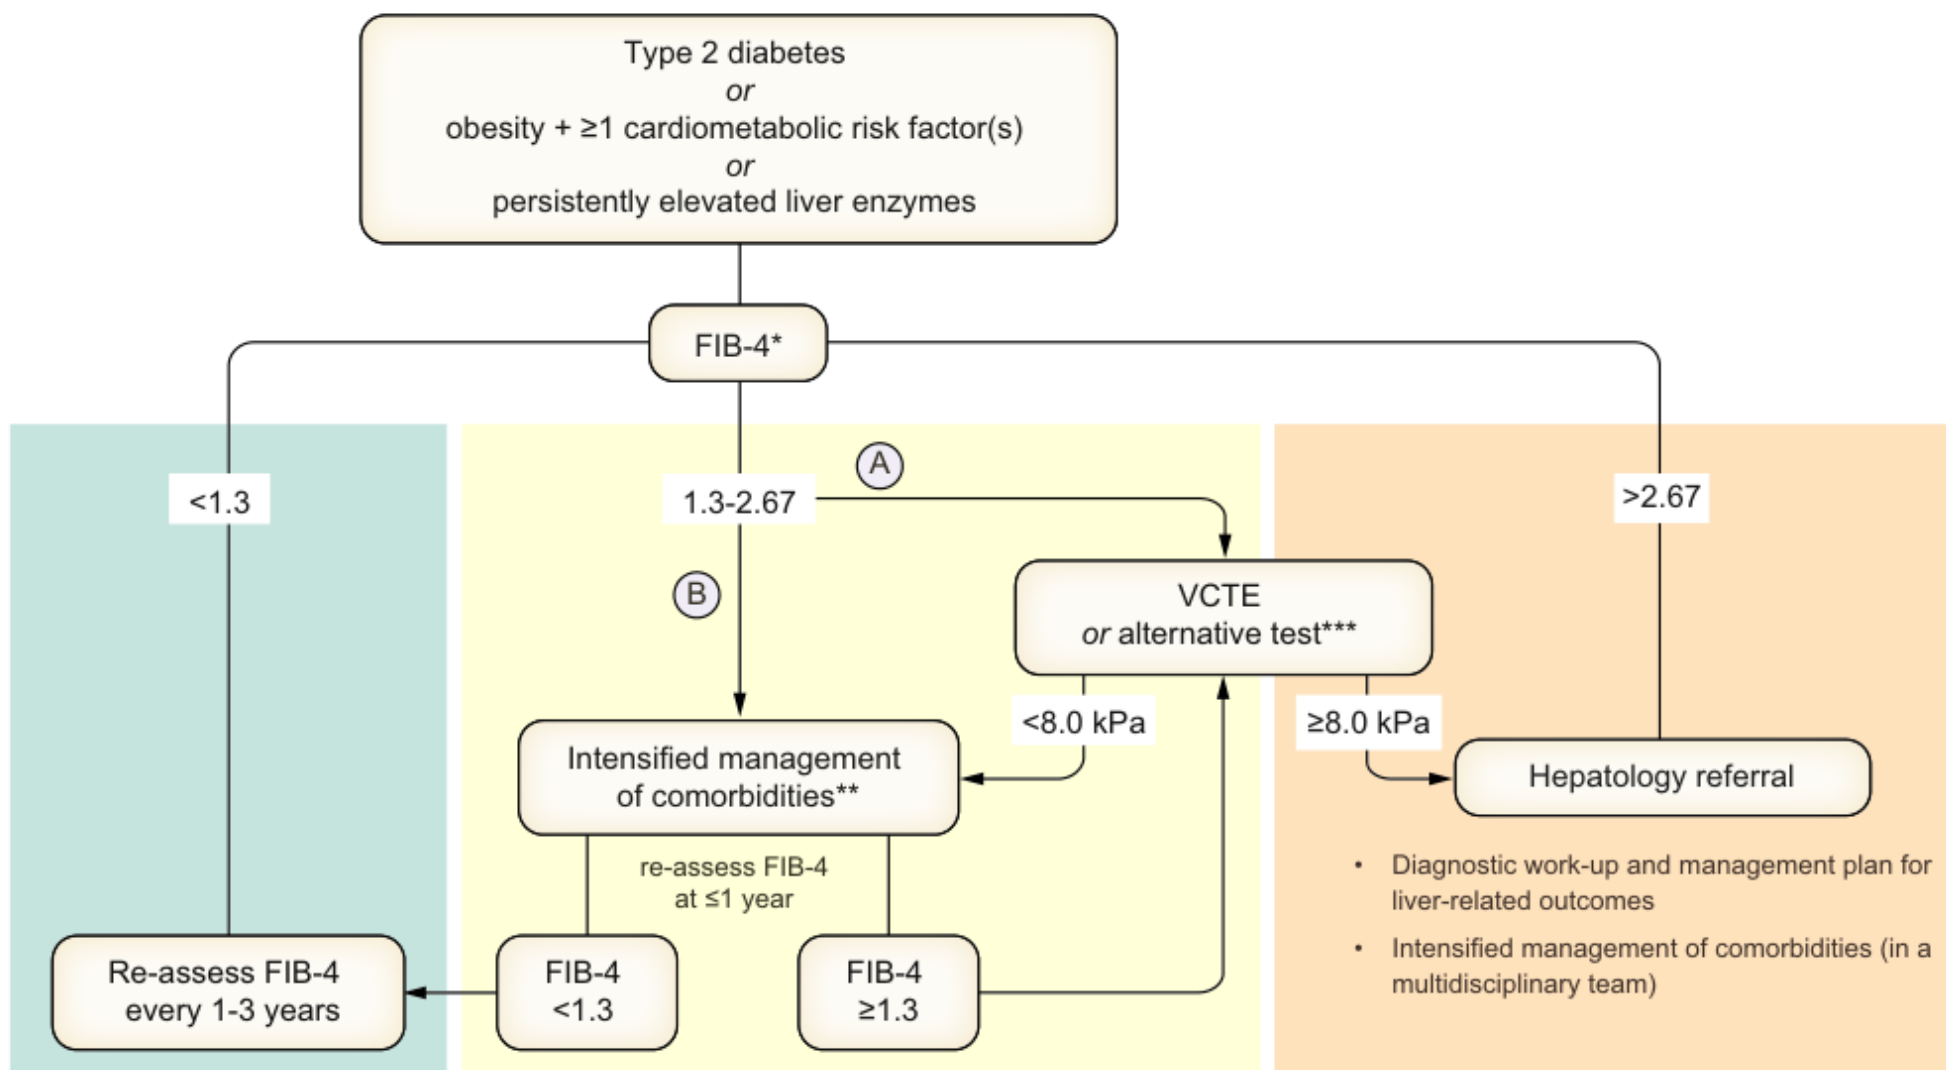 Type 2 diabetes
or
obesity + ≥1 cardiometabolic risk factor(s)
or
persistently elevated liver enzymes
FIB-4*
<1.3
1.3-2.67
A
>2.67
B
VCTE
or alternative test***
<8.0 kPa
≥8.0 kPa
Intensified management
of comorbidities**
Hepatology referral
re-assess FIB-4
at ≤1 year
• Diagnostic work-up and management plan for
liver-related outcomes
• Intensified management of comorbidities (in a
multidisciplinary team)
Re-assess FIB-4
every 1-3 years
FIB-4
<1.3
FIB-4
≥1.3